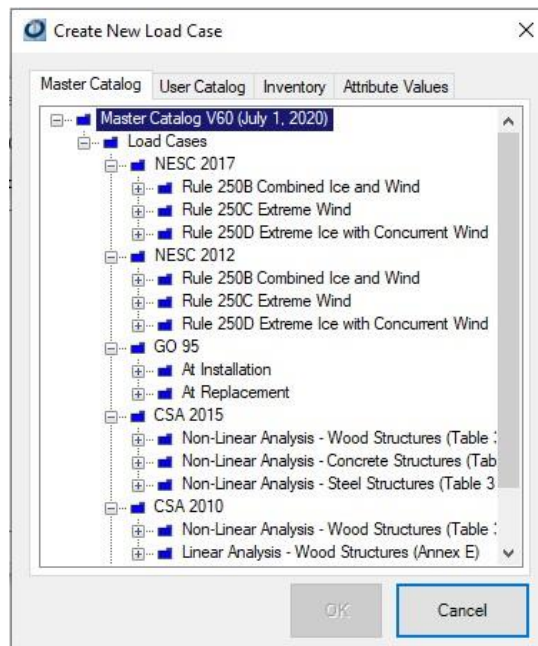 Create New Load Case
Master Catalog User Catalog Inventory Attribute Values
Master Catalog V60 (July 1, 2020)
Load Cases
NESC 2017
Rule 250B Combined Ice and Wind
Rule 250C Extreme Wind
Rule 250D Extreme Ice with Concurrent Wind
NESC 2012
Rule 250B Combined Ice and Wind
Rule 250C Extreme Wind
Rule 250D Extreme Ice with Concurrent Wind
GO 95
At Installation
At Replacement
CSA 2015
Non-Linear Analysis - Wood Structures (Table
Non-Linear Analysis - Concrete Structures (Tab
Non-Linear Analysis - Steel Structures (Table 3
CSA 2010
Non-Linear Analysis - Wood Structures (Table
Linear Analysis - Wood Structures (Annex E)
OK Cancel